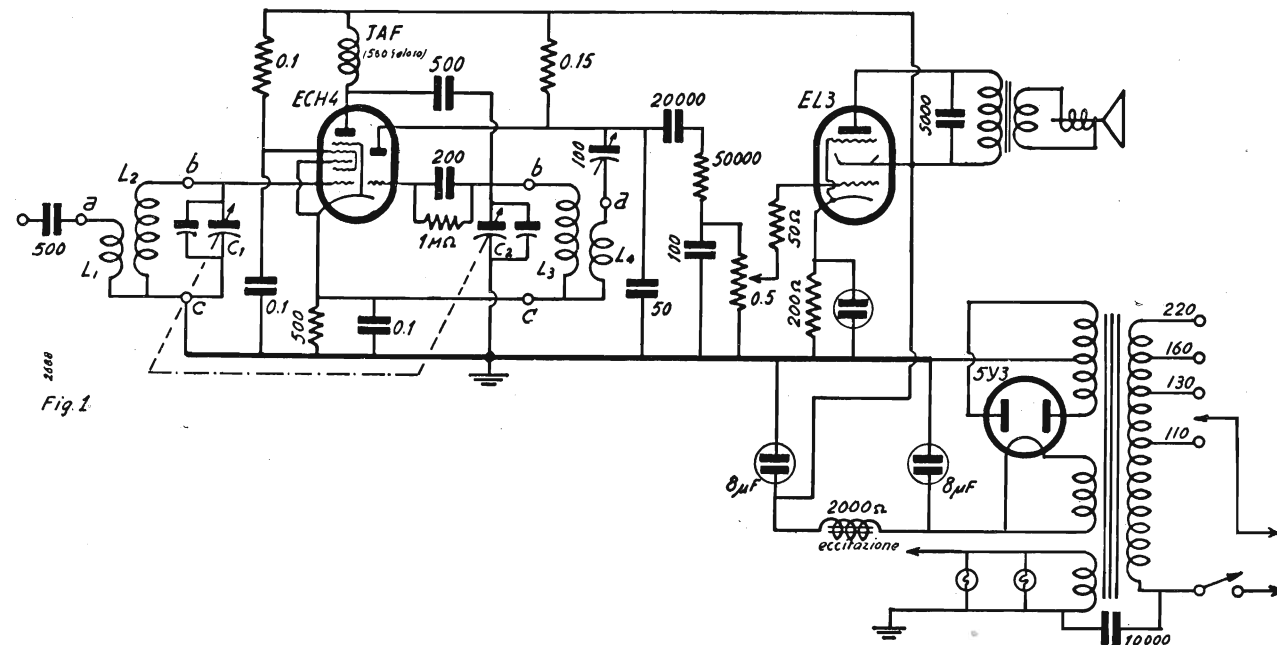 JAF
(560 Geloso)
0.1
500
0.15
ECH4
20000
EL3
5000
200
100
50000
L2
b
b
a
a
500
1MΩ
C1
C2
50Ω
L1
L3
L4
100
0.5
C
0.1
C
50
200Ω
500
0.1
220
160
5Y3
130
110
2688
Fig. 1
8µF
8µF
2000Ω
eccitazione
10000